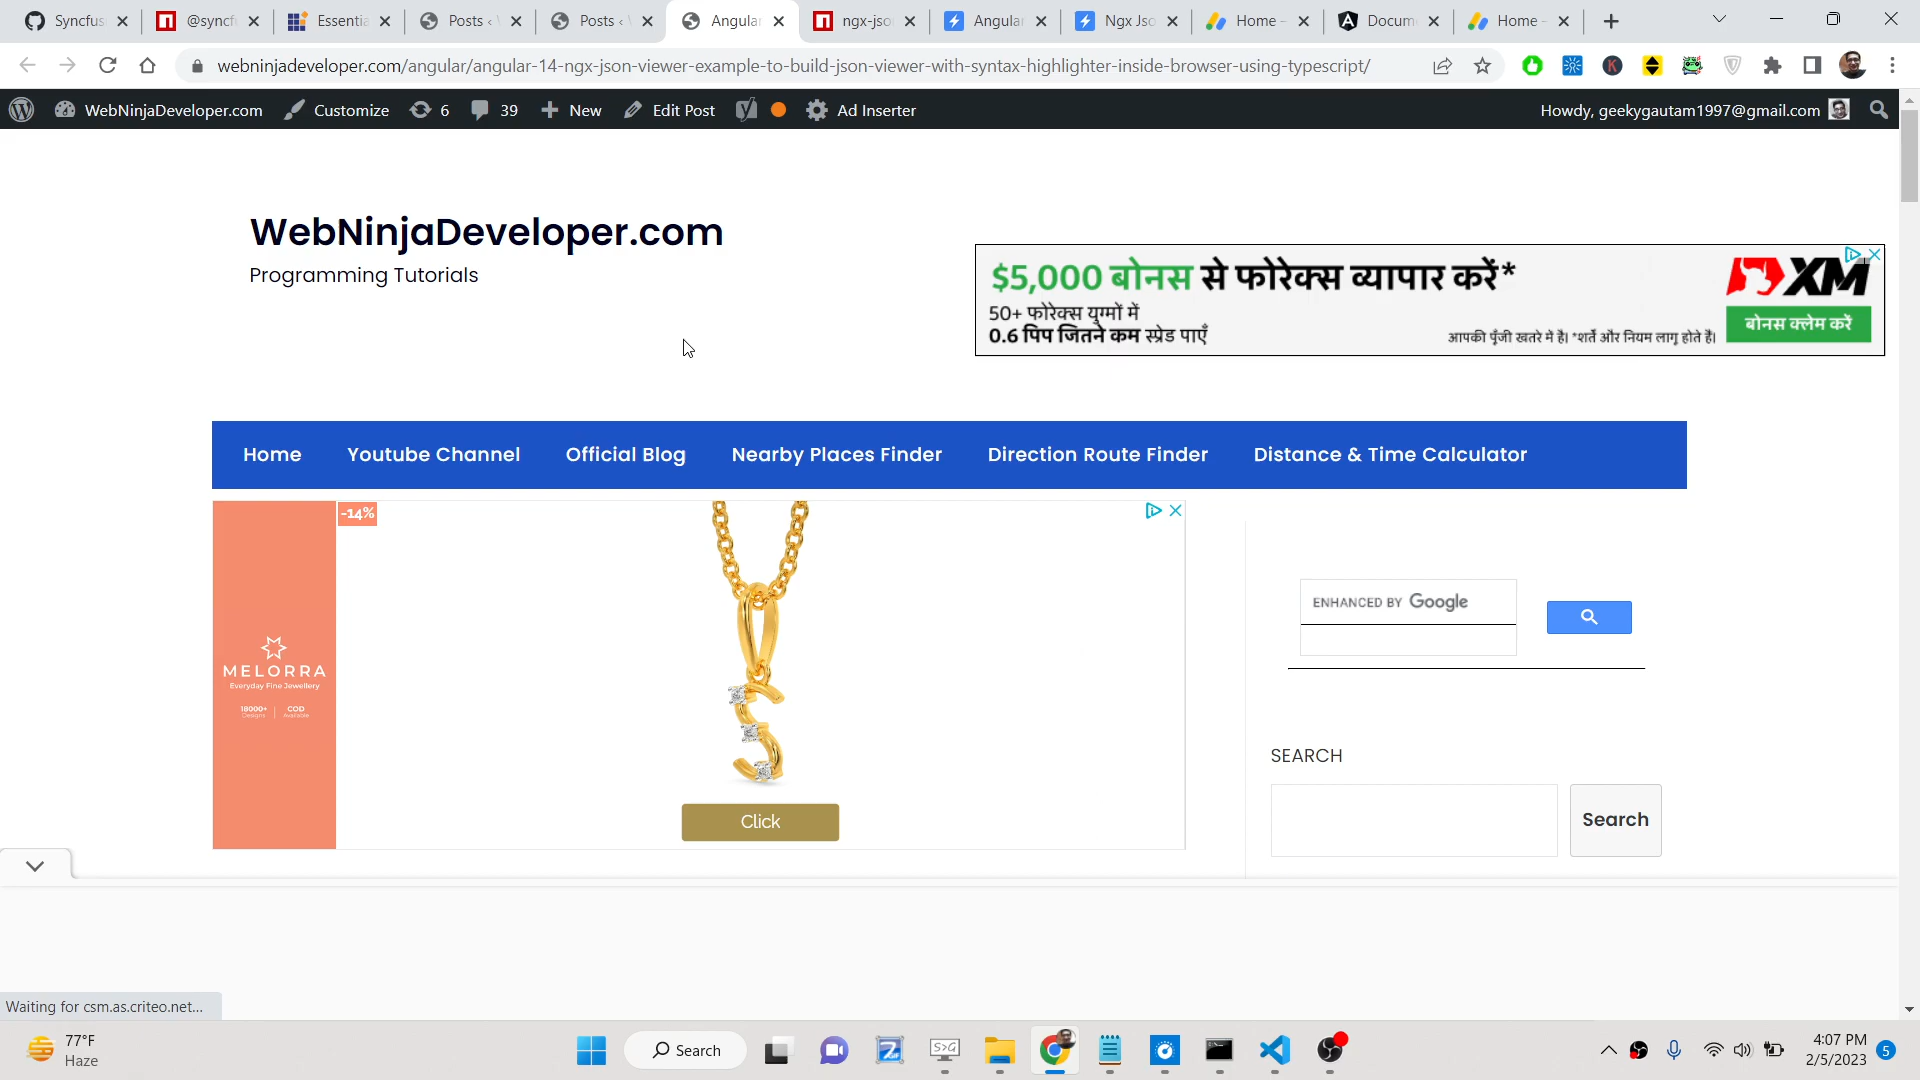 Syncfus
@syncfu
Essentia
Posts ‹ 
Posts ‹ 
Angular
ngx-jso
Angular
Ngx Jso
Home –
Docum
Home –
webninjadeveloper.com/angular/angular-14-ngx-json-viewer-example-to-build-json-viewer-with-syntax-highlighter-inside-browser-using-typescript/
WebNinjaDeveloper.com
Customize
6
39
New
Edit Post
Ad Inserter
Howdy, geekygautam1997@gmail.com
WebNinjaDeveloper.com
Programming Tutorials
$5,000 बोनस से फोरेक्स व्यापार करें*
50+ फोरेक्स युग्मों में
0.6 पिप जितने कम स्प्रेड पाएँ
आपकी पूँजी खतरे में है। *शर्तें और नियम लागू होते हैं।
XM
बोनस क्लेम करें
Home
Youtube Channel
Official Blog
Nearby Places Finder
Direction Route Finder
Distance & Time Calculator
-14%
MELORRA
Everyday Fine Jewellery
18000+
Designs
COD
Available
Click
ENHANCED BY Google
SEARCH
Search
Waiting for csm.as.criteo.net...
77°F
Haze
Search
4:07 PM
2/5/2023
5